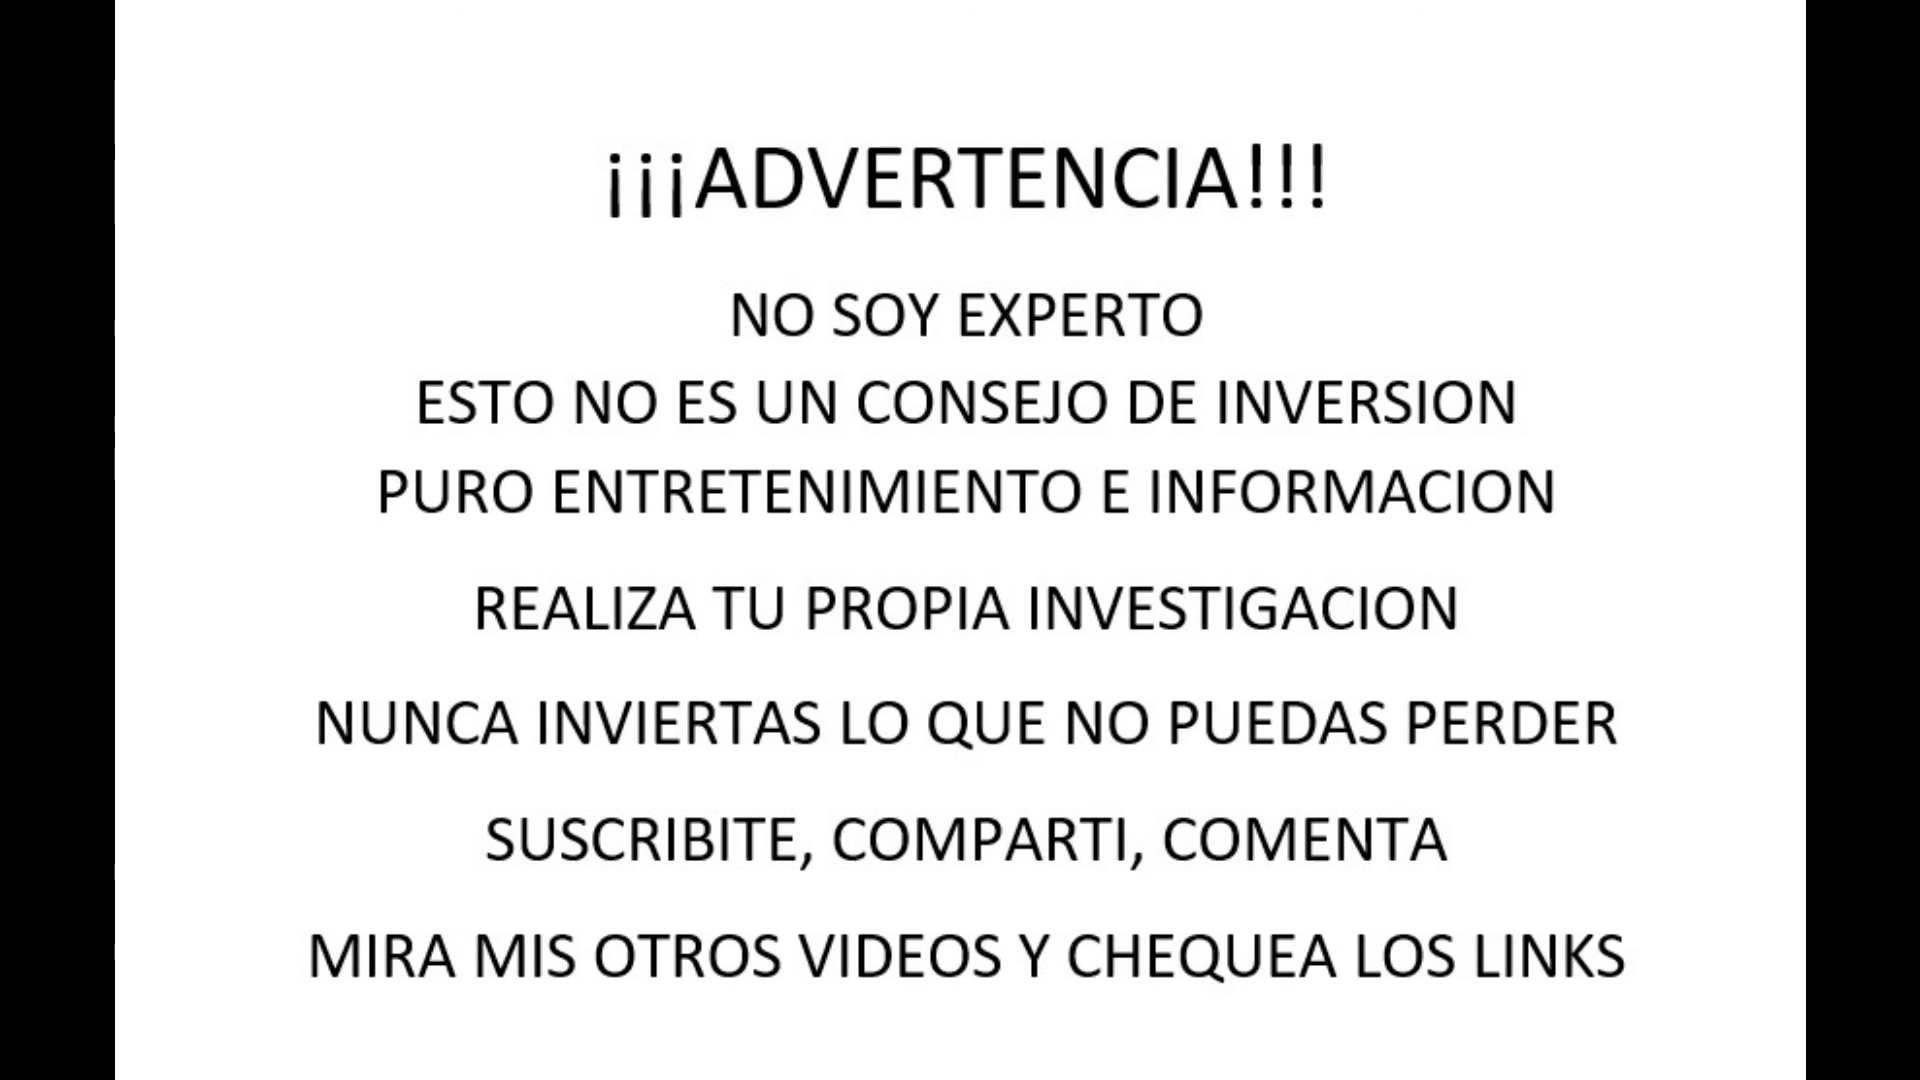 ¡¡¡ADVERTENCIA!!!
NO SOY EXPERTO
ESTO NO ES UN CONSEJO DE INVERSION
PURO ENTRETENIMIENTO E INFORMACION
REALIZA TU PROPIA INVESTIGACION
NUNCA INVIERTAS LO QUE NO PUEDAS PERDER
SUSCRIBITE, COMPARTI, COMENTA
MIRA MIS OTROS VIDEOS Y CHEQUEA LOS LINKS